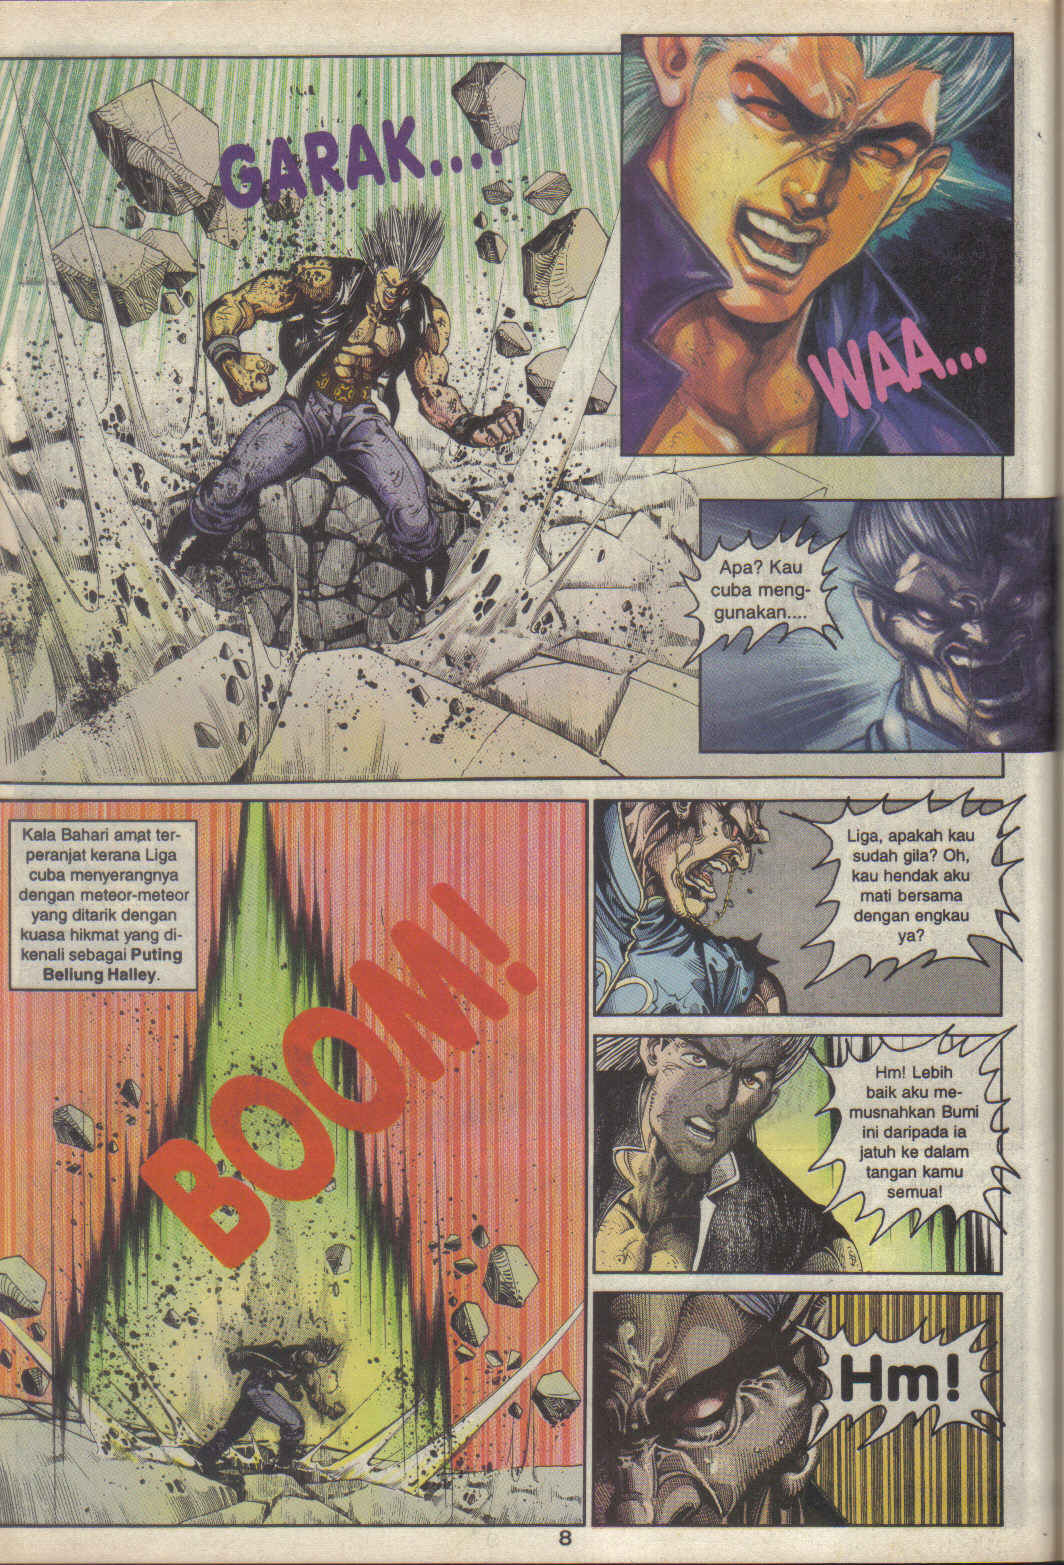 GARAK....
WAA...
Apa? Kau
cuba meng-
gunakan....
Kala Bahari amat ter-
peranjat kerana Liga
cuba menyerangnya
dengan meteor-meteor
yang ditarik dengan
kuasa hikmat yang di-
kenali sebagai Puting
Beliung Halley.
BOOM!
Liga, apakah kau
sudah gila? Oh,
kau hendak aku
mati bersama
dengan engkau
ya?
Hm! Lebih
baik aku me-
musnahkan Bumi
ini daripada ia
jatuh ke dalam
tangan kamu
semua!
Hm!
8